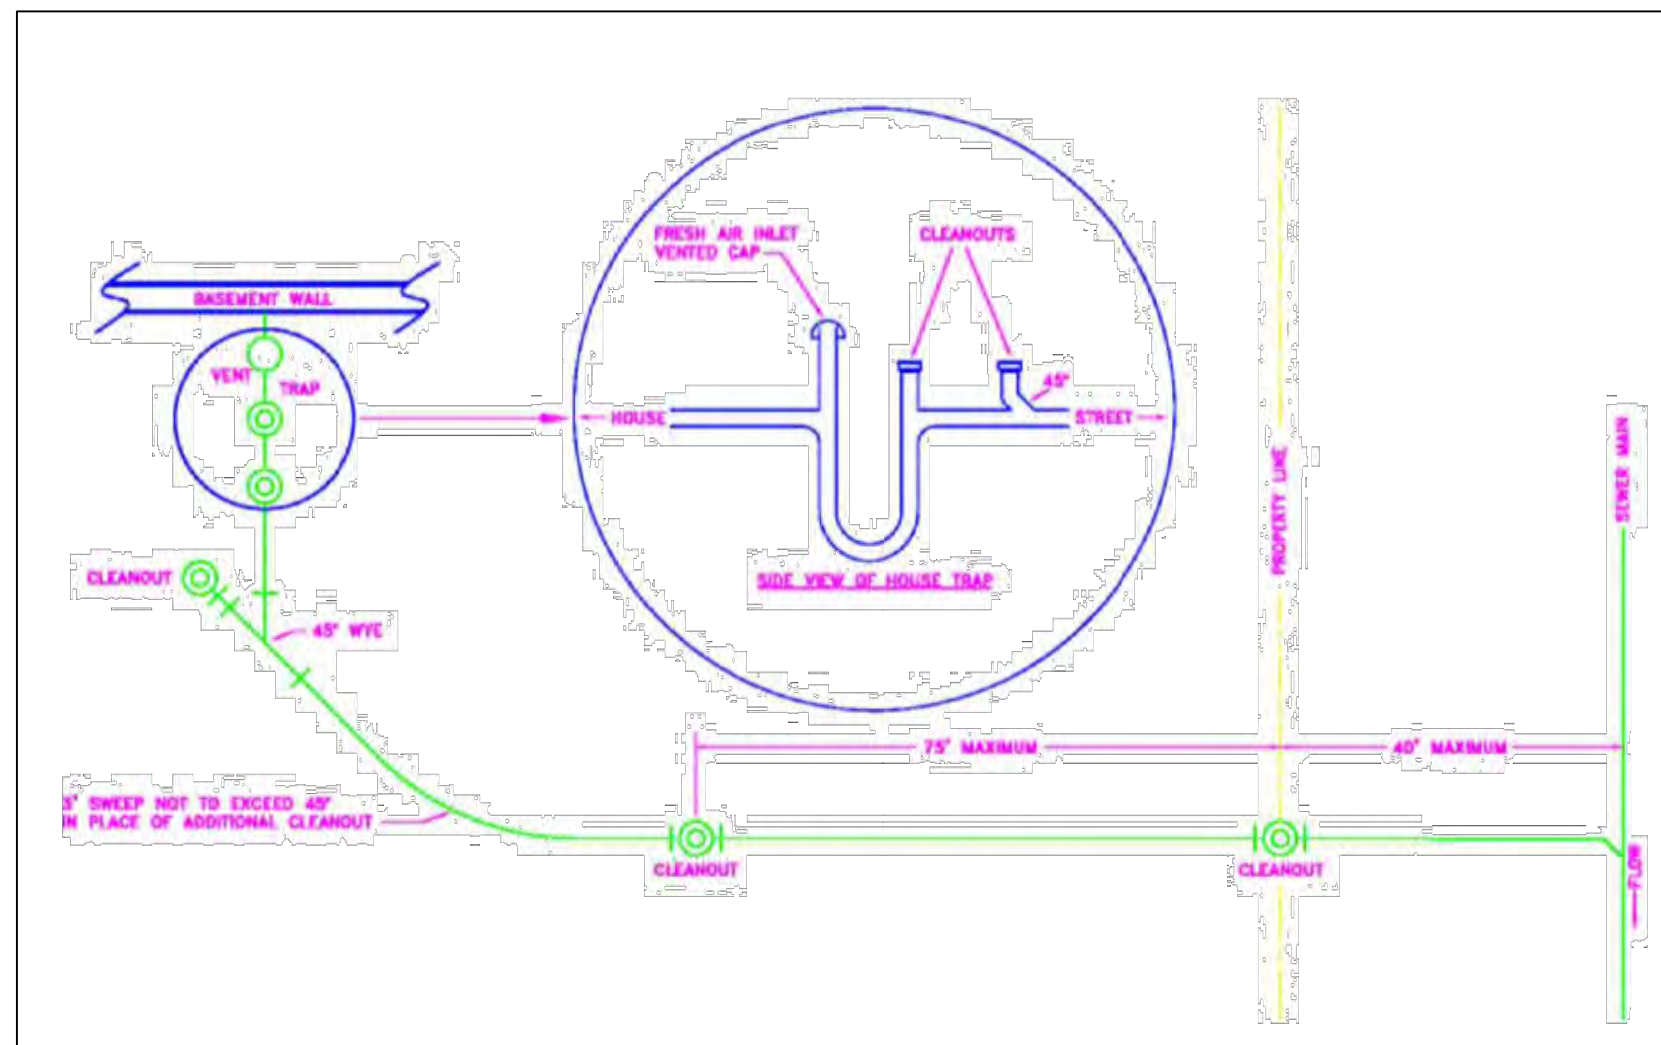 FRESH AIR INLET
VENTED CAP
CLEANOUTS
BASEMENT WALL
VENT
TRAP
HOUSE
45°
STREET
PROPERTY LINE
SEWER MAIN
SIDE VIEW OF HOUSE TRAP
CLEANOUT
45° WYE
75' MAXIMUM
40' MAXIMUM
SWEEP NOT TO EXCEED 45°
IN PLACE OF ADDITIONAL CLEANOUT
CLEANOUT
CLEANOUT
FLOW